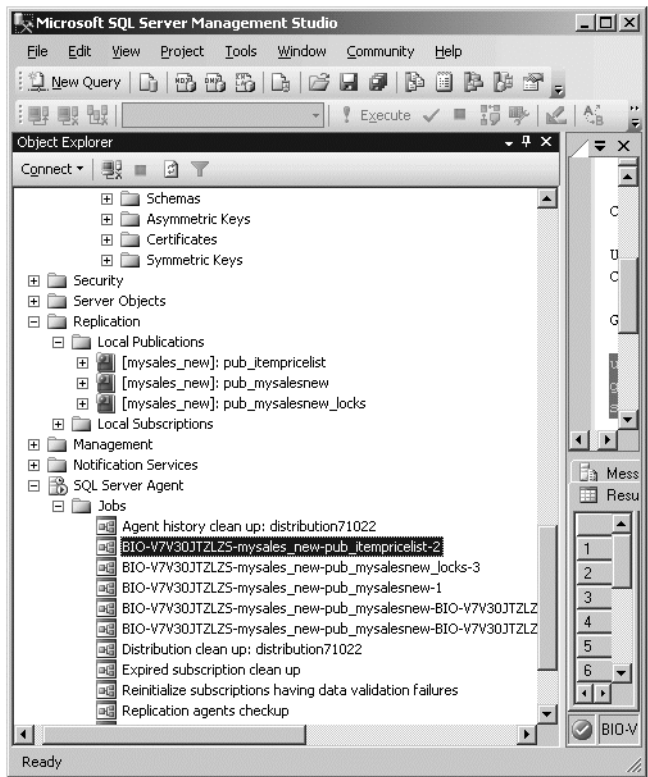 Microsoft SQL Server Management Studio
File Edit View Project Tools Window Community Help
New Query
Execute
Object Explorer
Connect
Schemas
Asymmetric Keys
Certificates
Symmetric Keys
Security
Server Objects
Replication
Local Publications
[mysales_new]: pub_itempricelist
[mysales_new]: pub_mysalesnew
[mysales_new]: pub_mysalesnew_locks
Local Subscriptions
Management
Notification Services
SQL Server Agent
Jobs
Agent history clean up: distribution71022
BIO-V7V30JTZLZS-mysales_new-pub_itempricelist-2
BIO-V7V30JTZLZS-mysales_new-pub_mysalesnew_locks-3
BIO-V7V30JTZLZS-mysales_new-pub_mysalesnew-1
BIO-V7V30JTZLZS-mysales_new-pub_mysalesnew-BIO-V7V30JTZLZ
BIO-V7V30JTZLZS-mysales_new-pub_mysalesnew-BIO-V7V30JTZLZ
Distribution clean up: distribution71022
Expired subscription clean up
Reinitialize subscriptions having data validation failures
Replication agents checkup
C
U
C
G
u
g
s
Mess
Resu
1
2
3
4
5
6
BIO-V
Ready